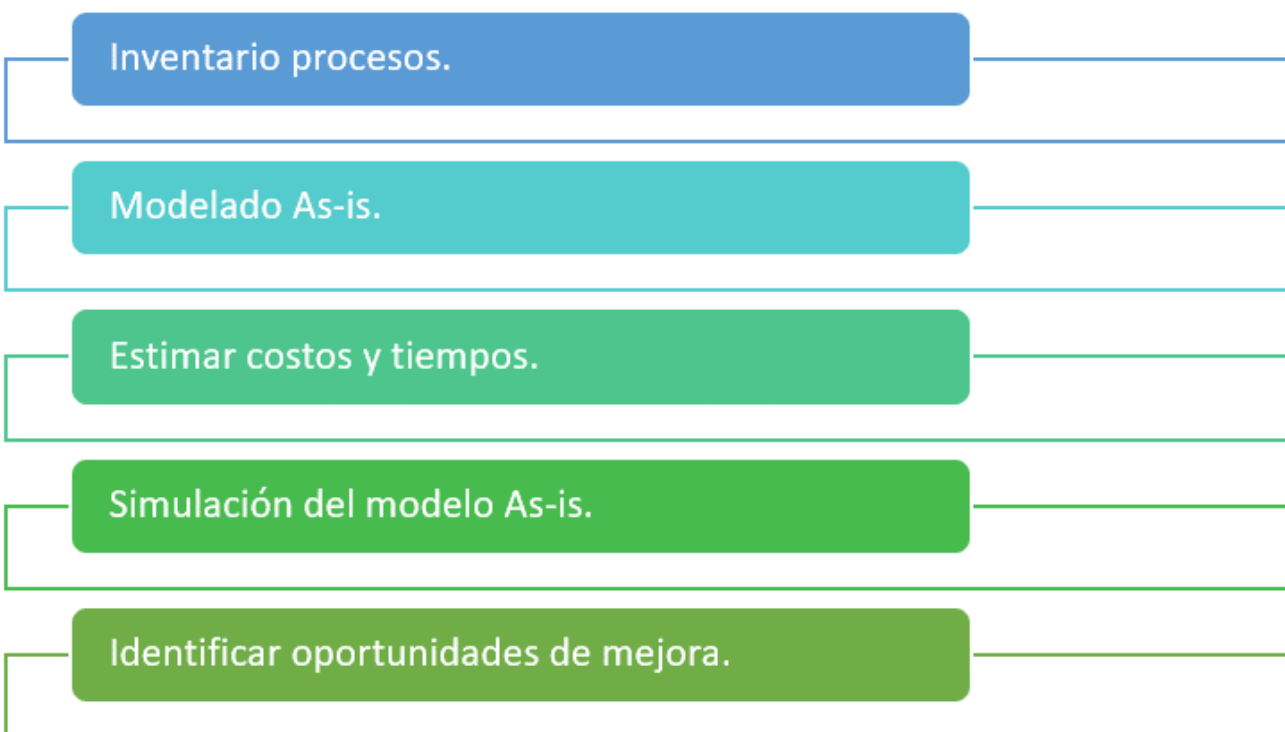 Inventario procesos.
Modelado As-is.
Estimar costos y tiempos.
Simulación del modelo As-is.
Identificar oportunidades de mejora.